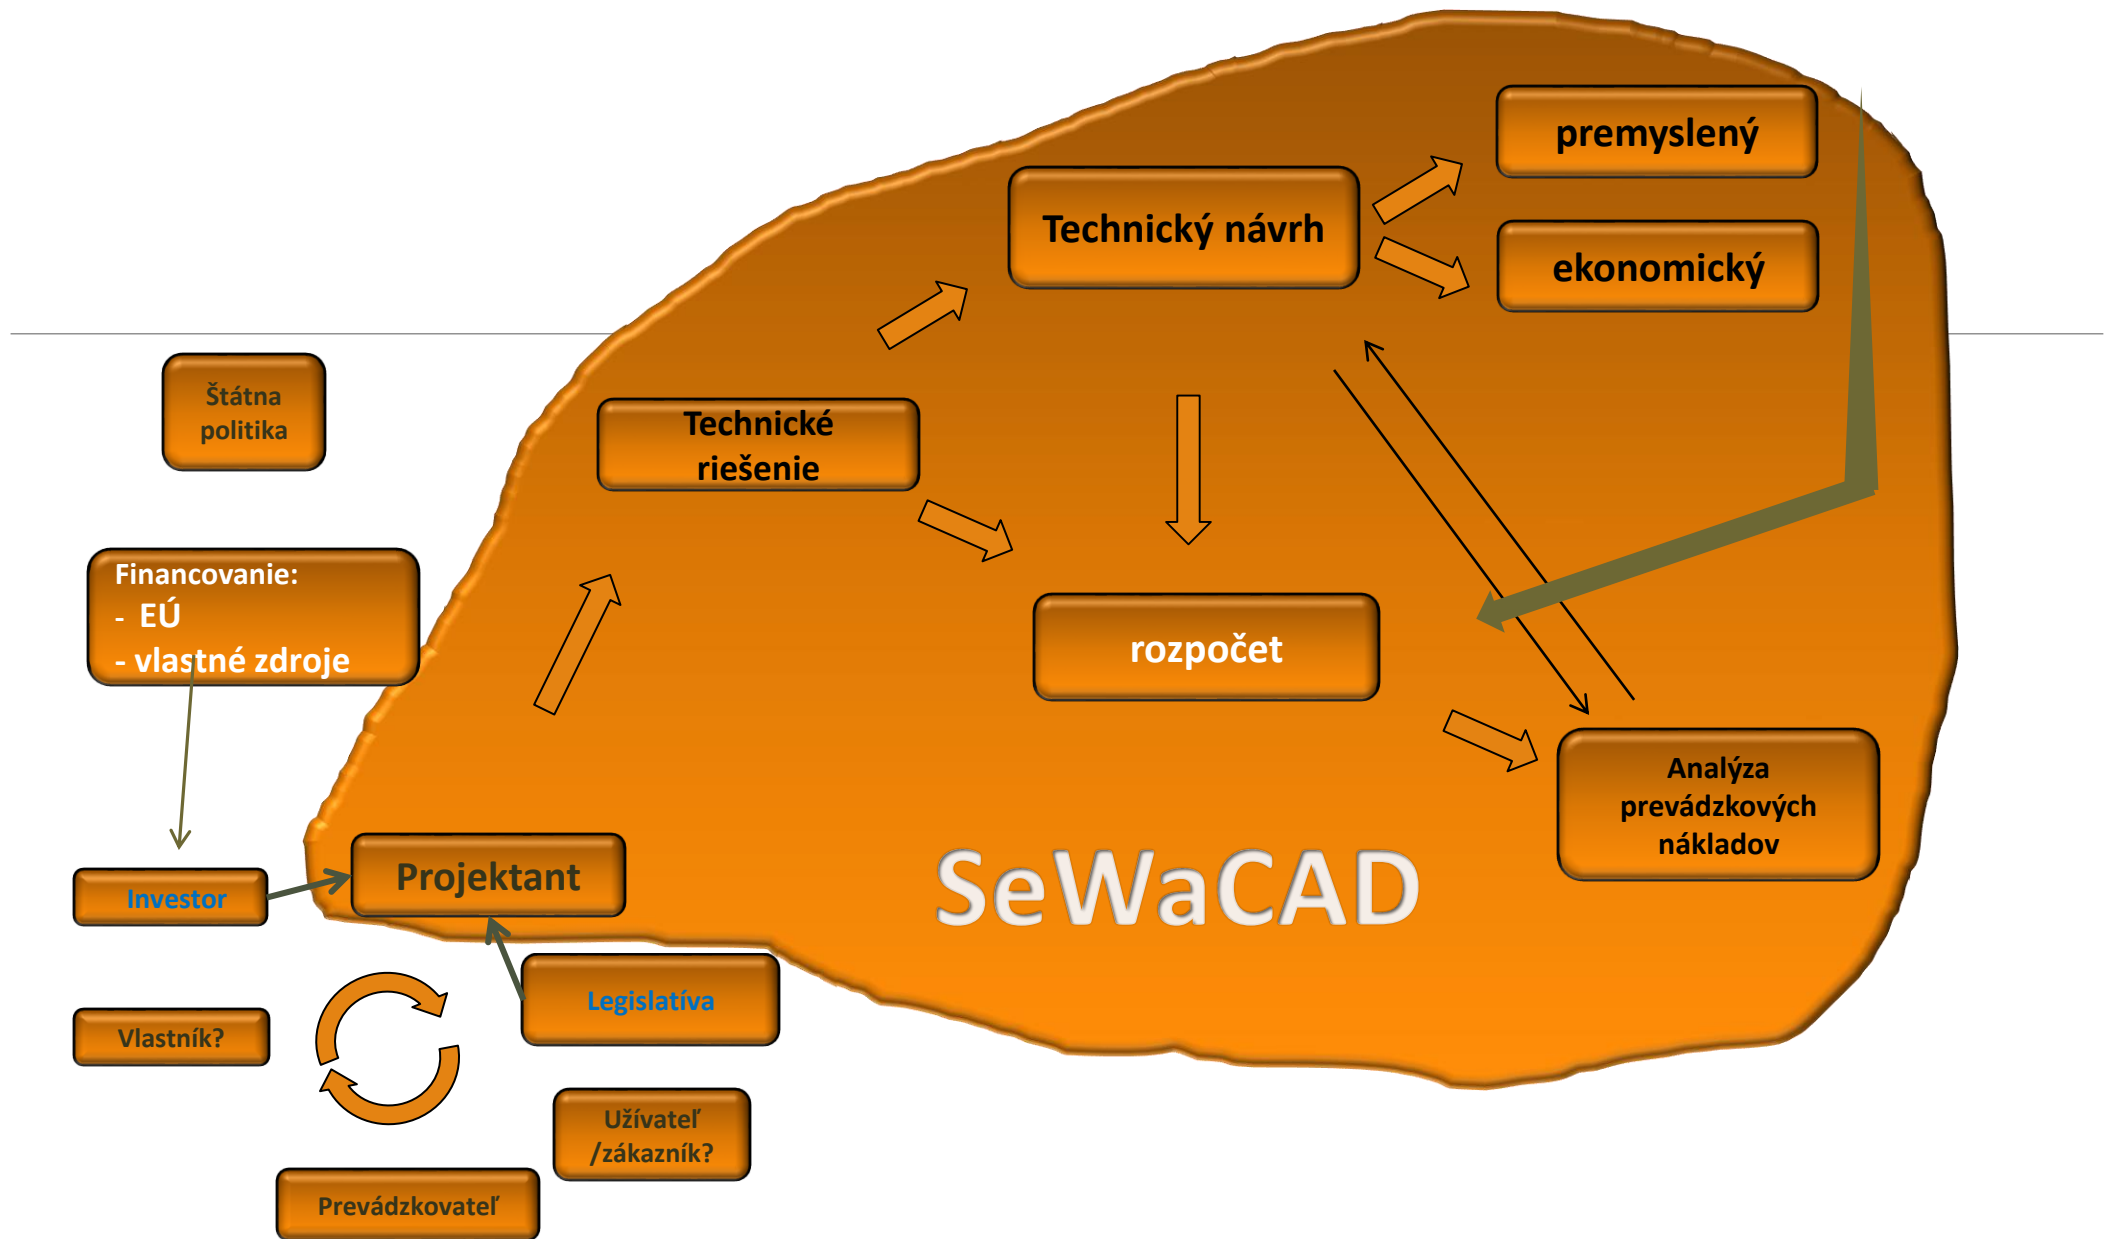 premyslený
Technický návrh
ekonomický
Štátna
politika
Technické
riešenie
Financovanie:
- EÚ
- vlastné zdroje
rozpočet
Analýza
prevádzkových
nákladov
Projektant
SeWaCAD
Investor
Legislatíva
Vlastník?
Užívateľ
/zákazník?
Prevádzkovateľ